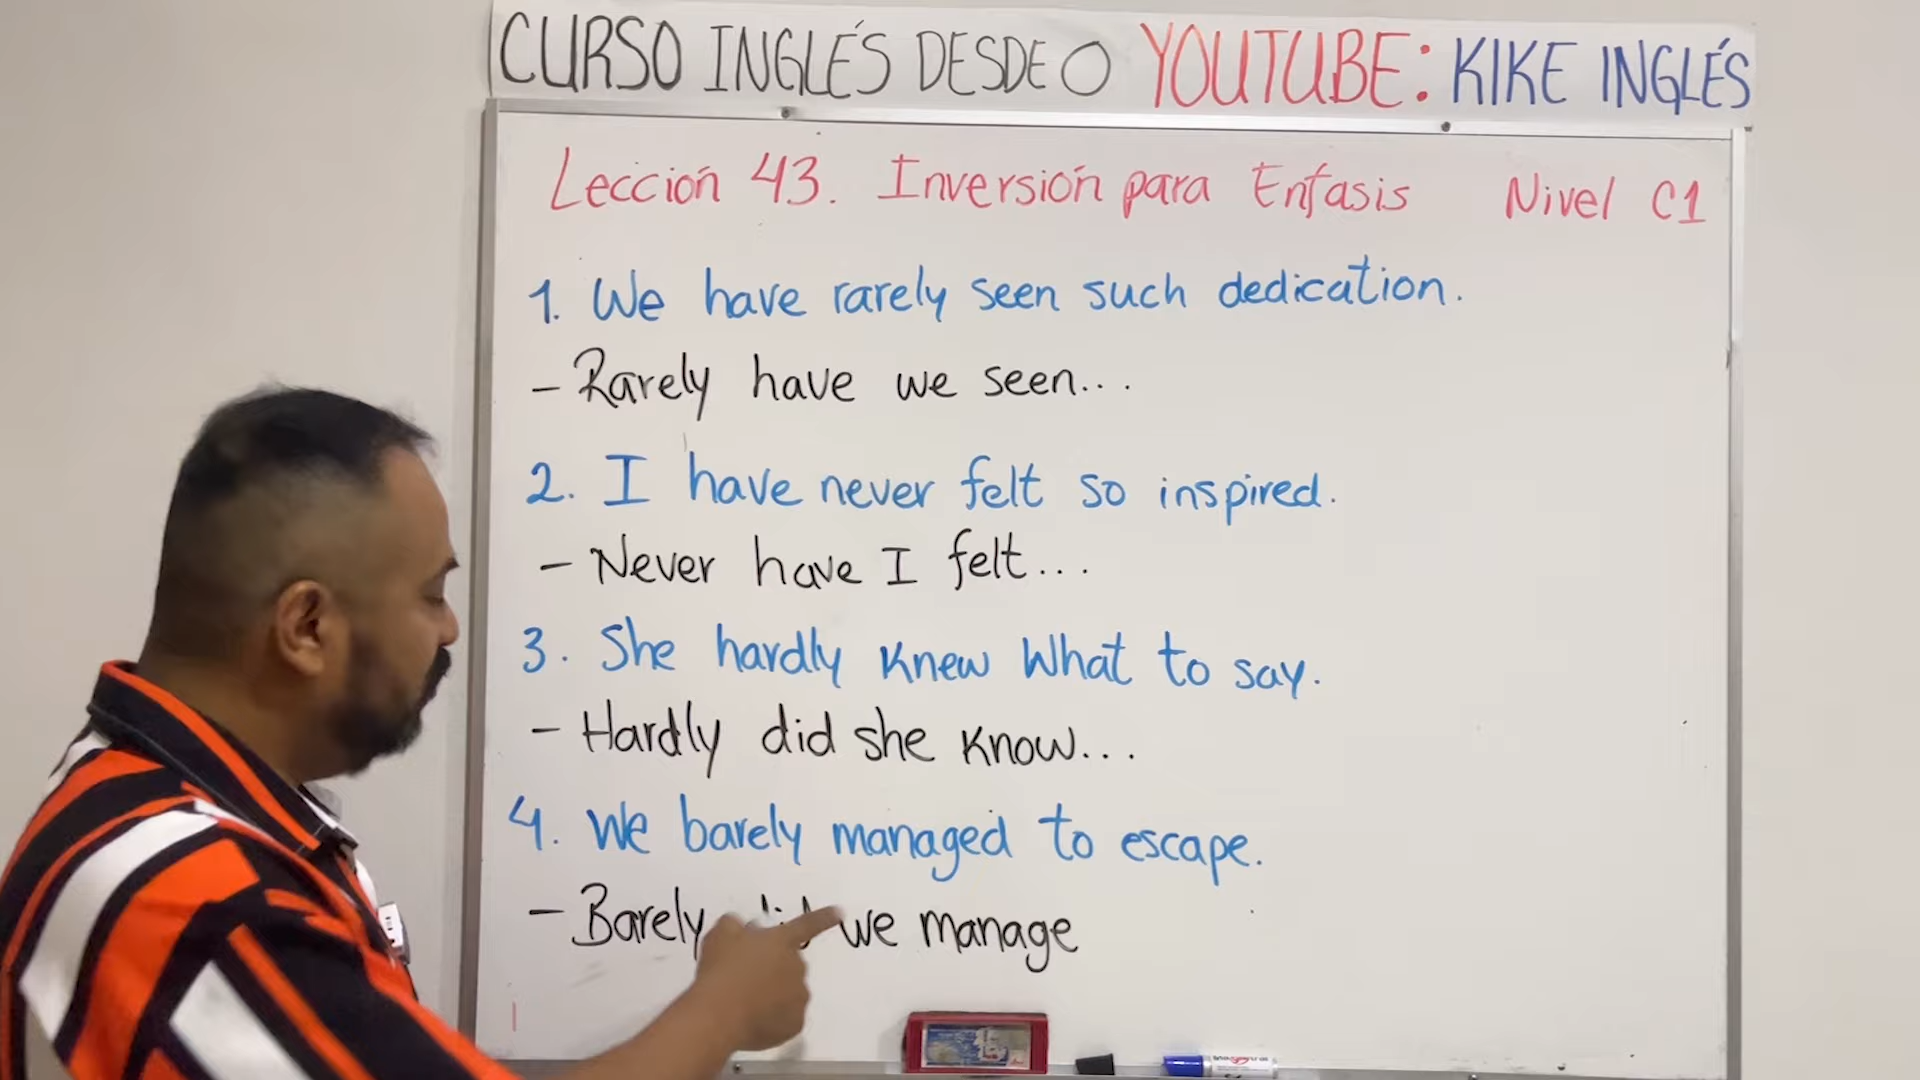 CURSO INGLÉS DESDE 0 YOUTUBE: KIKE INGLÉS
Lección 43. Inversión para Enfasis Nivel C1
1. We have rarely seen such dedication.
- Rarely have we seen...
2. I have never felt so inspired.
- Never have I felt...
3. She hardly knew what to say.
- Hardly did she know...
4. We barely managed to escape.
- Barely did we manage